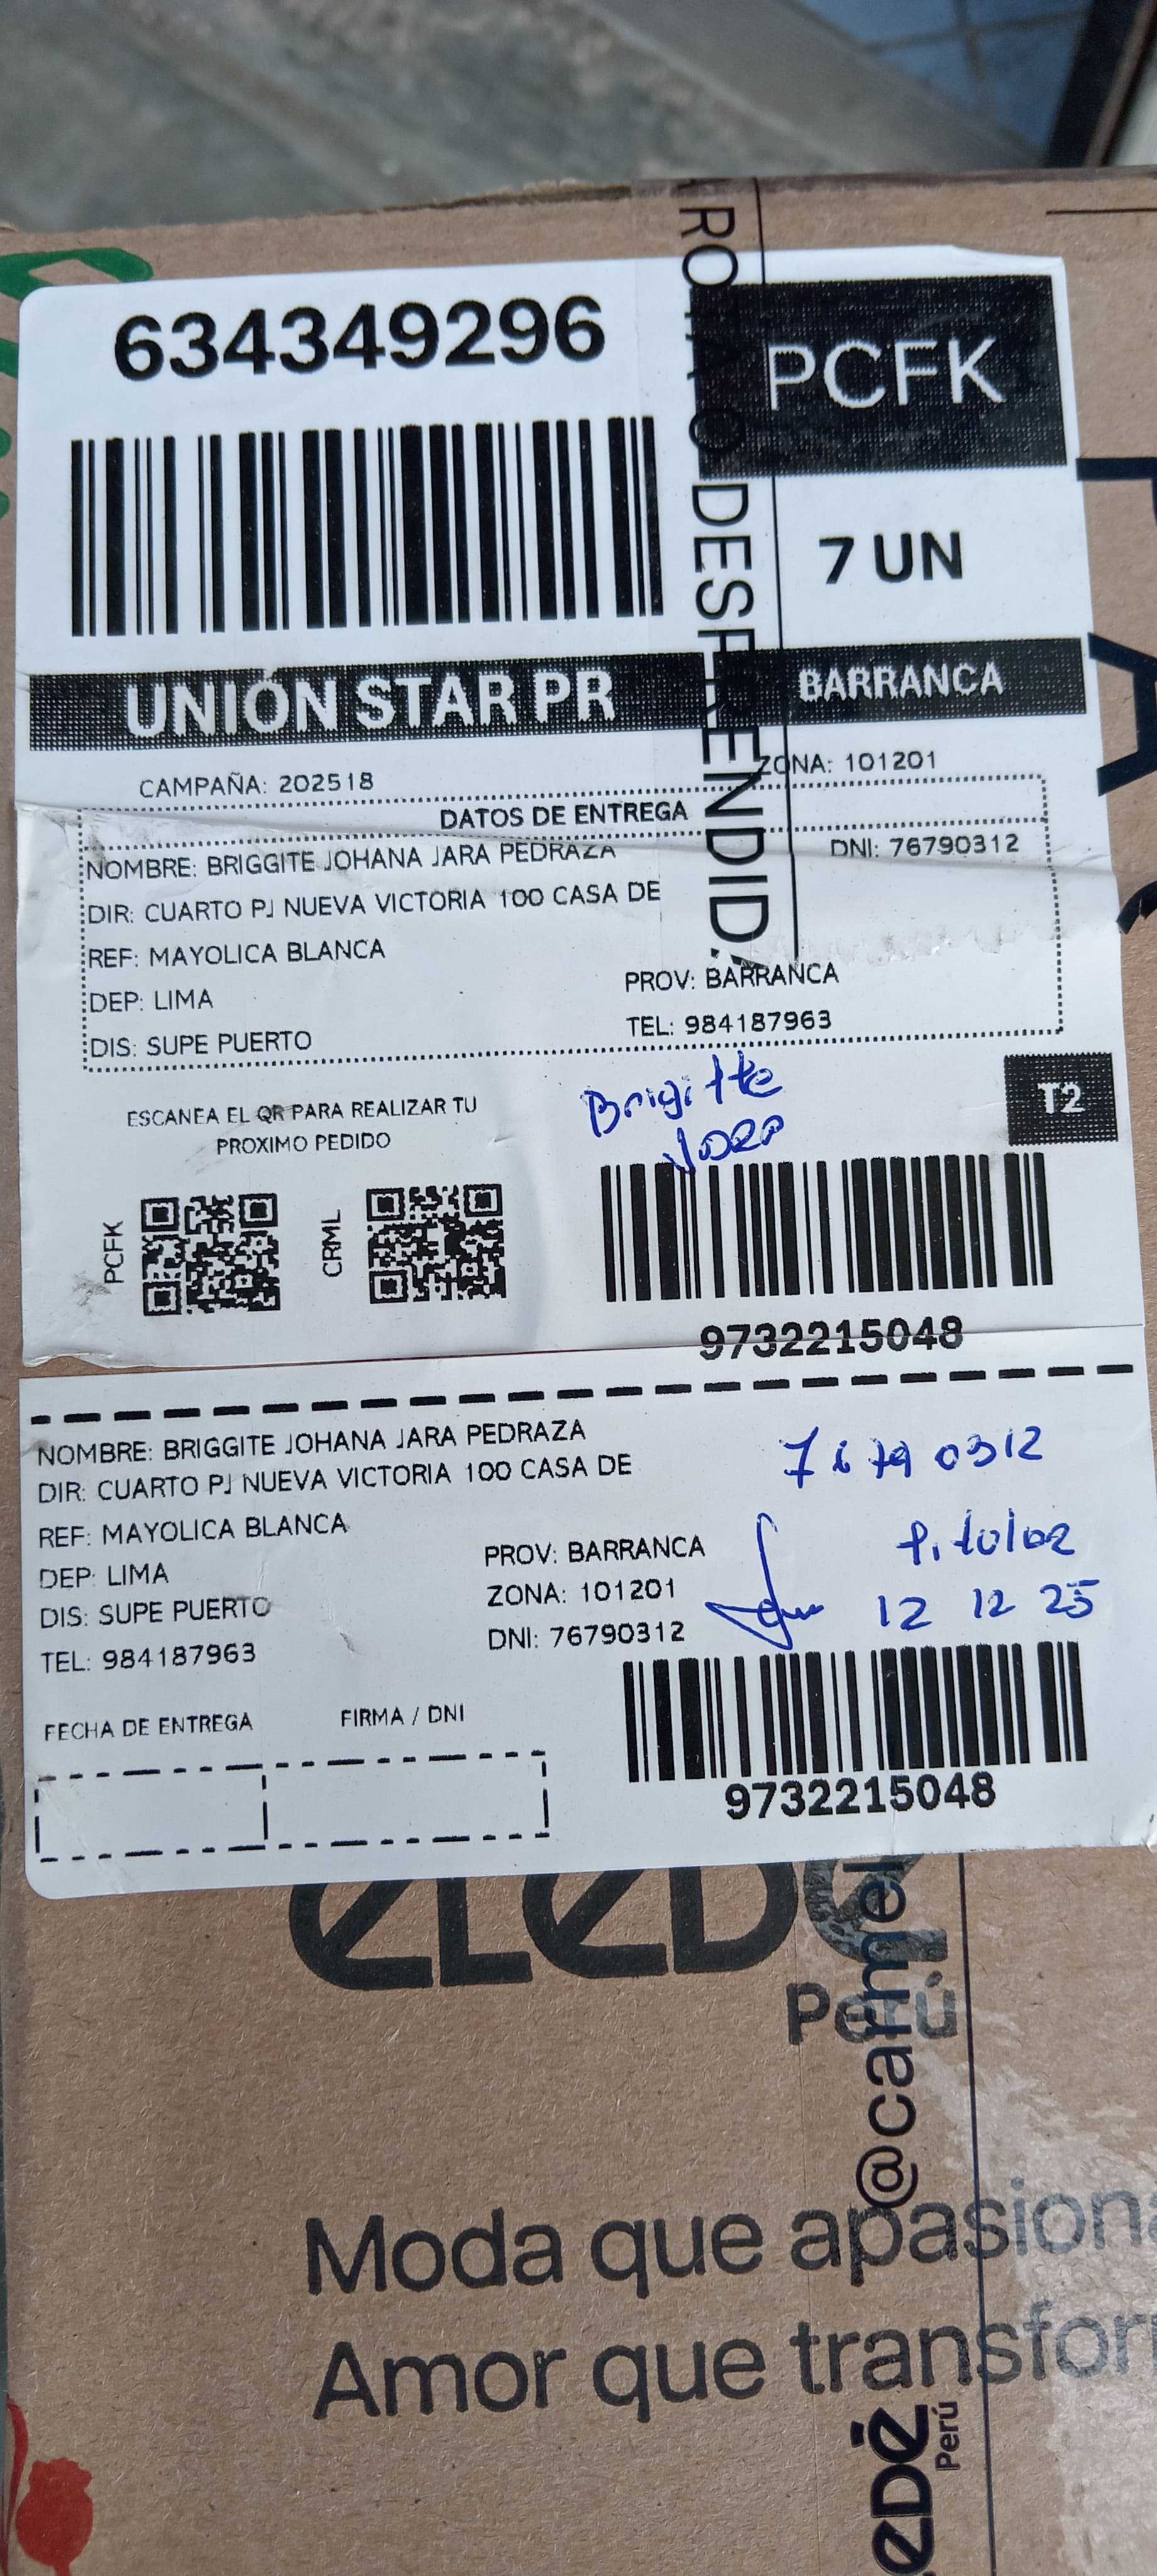 634349296
PCFK
7 UN
UNIÓN STAR PR
BARRANCA
CAMPAÑA: 202518
ZONA: 101201
DATOS DE ENTREGA
NOMBRE: BRIGGITE JOHANA JARA PEDRAZA
DNI: 76790312
DIR: CUARTO PJ NUEVA VICTORIA 100 CASA DE
REF: MAYOLICA BLANCA
DEP: LIMA
PROV: BARRANCA
DIS: SUPE PUERTO
TEL: 984187963
Brigitte
Jara
T2
ESCANEA EL QR PARA REALIZAR TU
PROXIMO PEDIDO
PCFK
CRML
9732215048
NOMBRE: BRIGGITE JOHANA JARA PEDRAZA
DIR: CUARTO PJ NUEVA VICTORIA 100 CASA DE
REF: MAYOLICA BLANCA
DEP: LIMA
PROV: BARRANCA
DIS: SUPE PUERTO
ZONA: 101201
TEL: 984187963
DNI: 76790312
76790312
12 12 25
FECHA DE ENTREGA
FIRMA / DNI
9732215048
Perú
@carmel
Moda que
Amor que
Perú